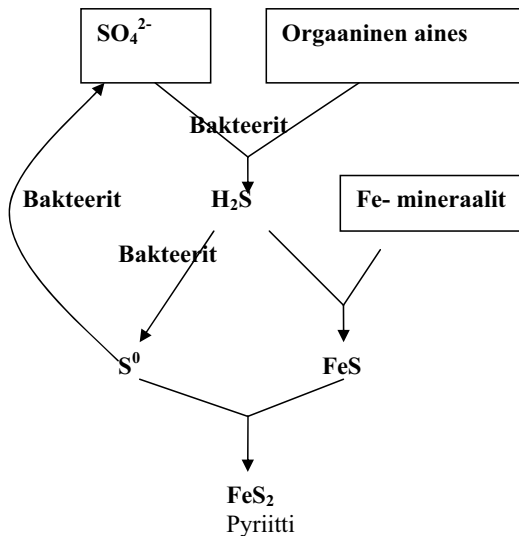 SO₄²⁻
Orgaaninen aines
Bakteerit
H₂S
Fe- mineraalit
Bakteerit
Bakteerit
S⁰
FeS
FeS₂
Pyriitti